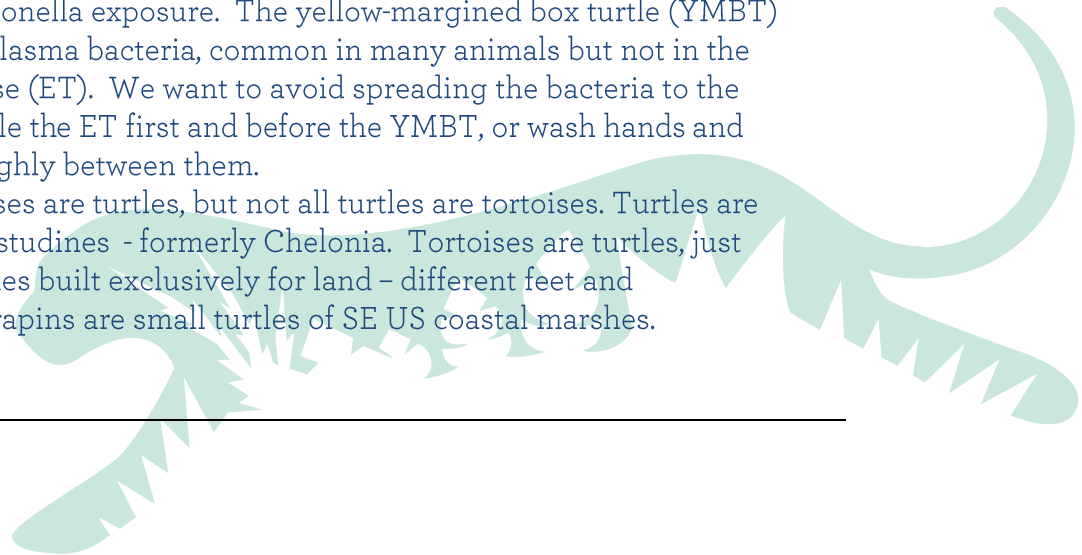 onella exposure.  The yellow-margined box turtle (YMBT)
lasma bacteria, common in many animals but not in the
se (ET).  We want to avoid spreading the bacteria to the
le the ET first and before the YMBT, or wash hands and
ghly between them.
ses are turtles, but not all turtles are tortoises. Turtles are
studines  - formerly Chelonia.  Tortoises are turtles, just
es built exclusively for land – different feet and
rapins are small turtles of SE US coastal marshes.